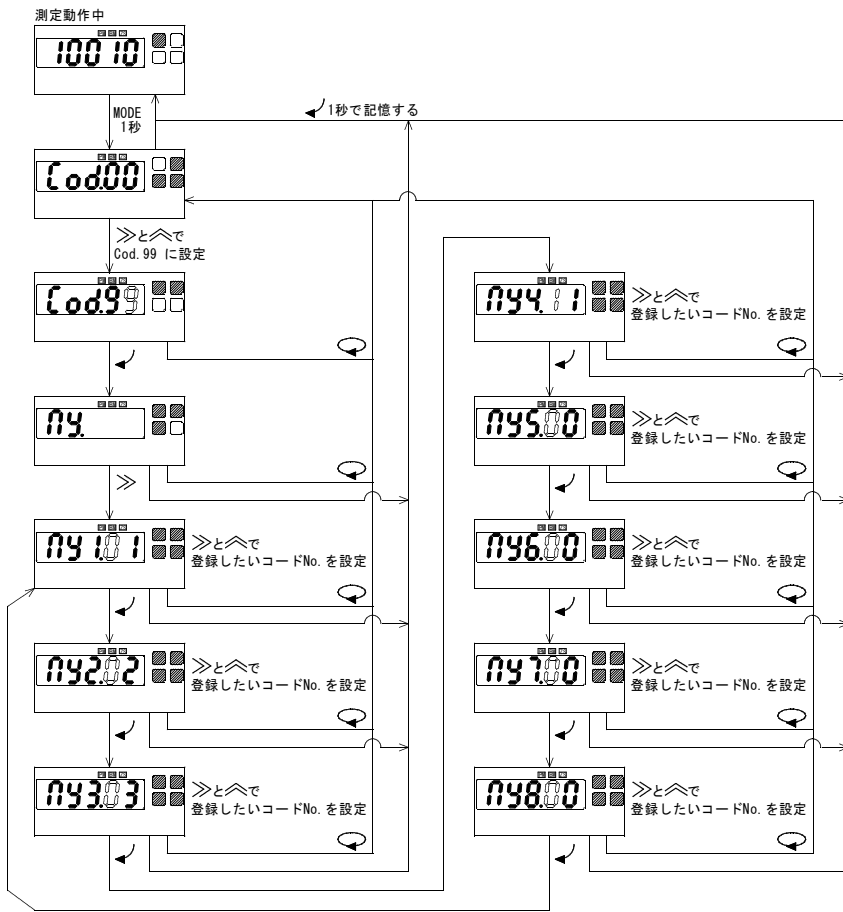 測定動作中
10010
MODE
1秒
1秒で記憶する
Cod.00
≫と︽で
Cod.99 に設定
Cod.99
My.
≫
My1.01
≫と︽で
登録したいコードNo. を設定
My2.02
≫と︽で
登録したいコードNo. を設定
My3.03
≫と︽で
登録したいコードNo. を設定
My4.11
≫と︽で
登録したいコードNo. を設定
My5.00
≫と︽で
登録したいコードNo. を設定
My6.00
≫と︽で
登録したいコードNo. を設定
My7.00
≫と︽で
登録したいコードNo. を設定
My8.00
≫と︽で
登録したいコードNo. を設定